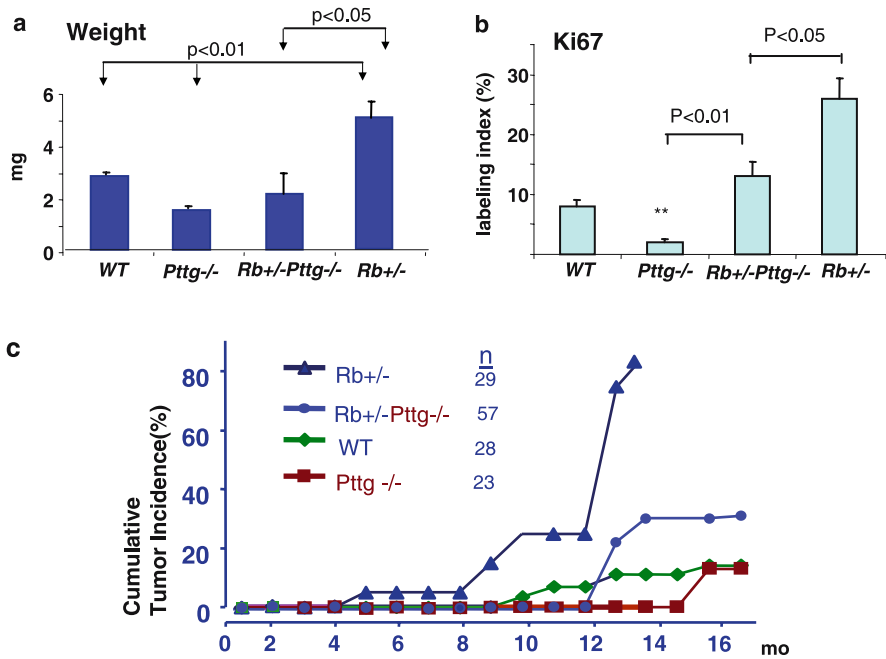 a
Weight
p<0.05
p<0.01
6
4
2
0
mg
WT
Pttg-/-
Rb+/-Pttg-/-
Rb+/-
b
Ki67
P<0.05
P<0.01
30
20
10
labeling index (%)
**
WT
Pttg-/-
Rb+/-Pttg-/-
Rb+/-
c
n
Rb+/- 29
Rb+/-Pttg-/- 57
WT 28
Pttg -/- 23
80
60
40
20
0
Cumulative
Tumor Incidence(%)
0 2 4 6 8 10 12 14 16 mo